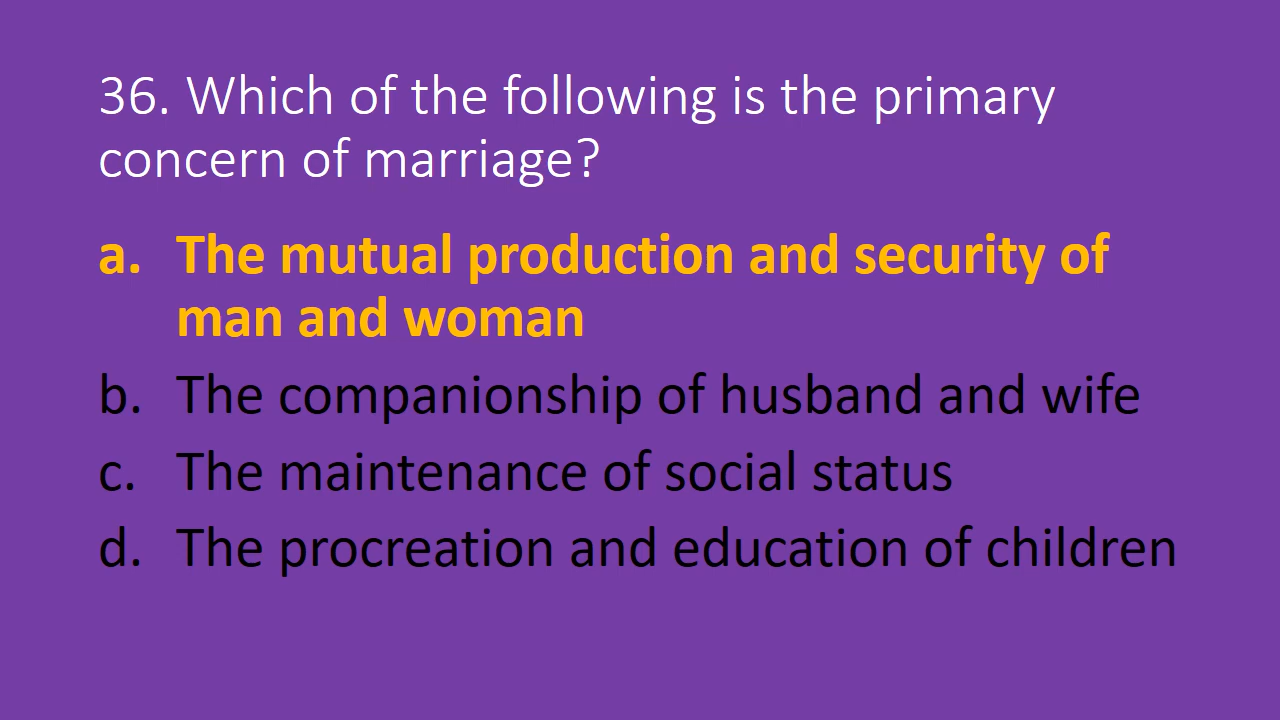 36. Which of the following is the primary
concern of marriage?
a. The mutual production and security of
man and woman
b. The companionship of husband and wife
c. The maintenance of social status
d. The procreation and education of children